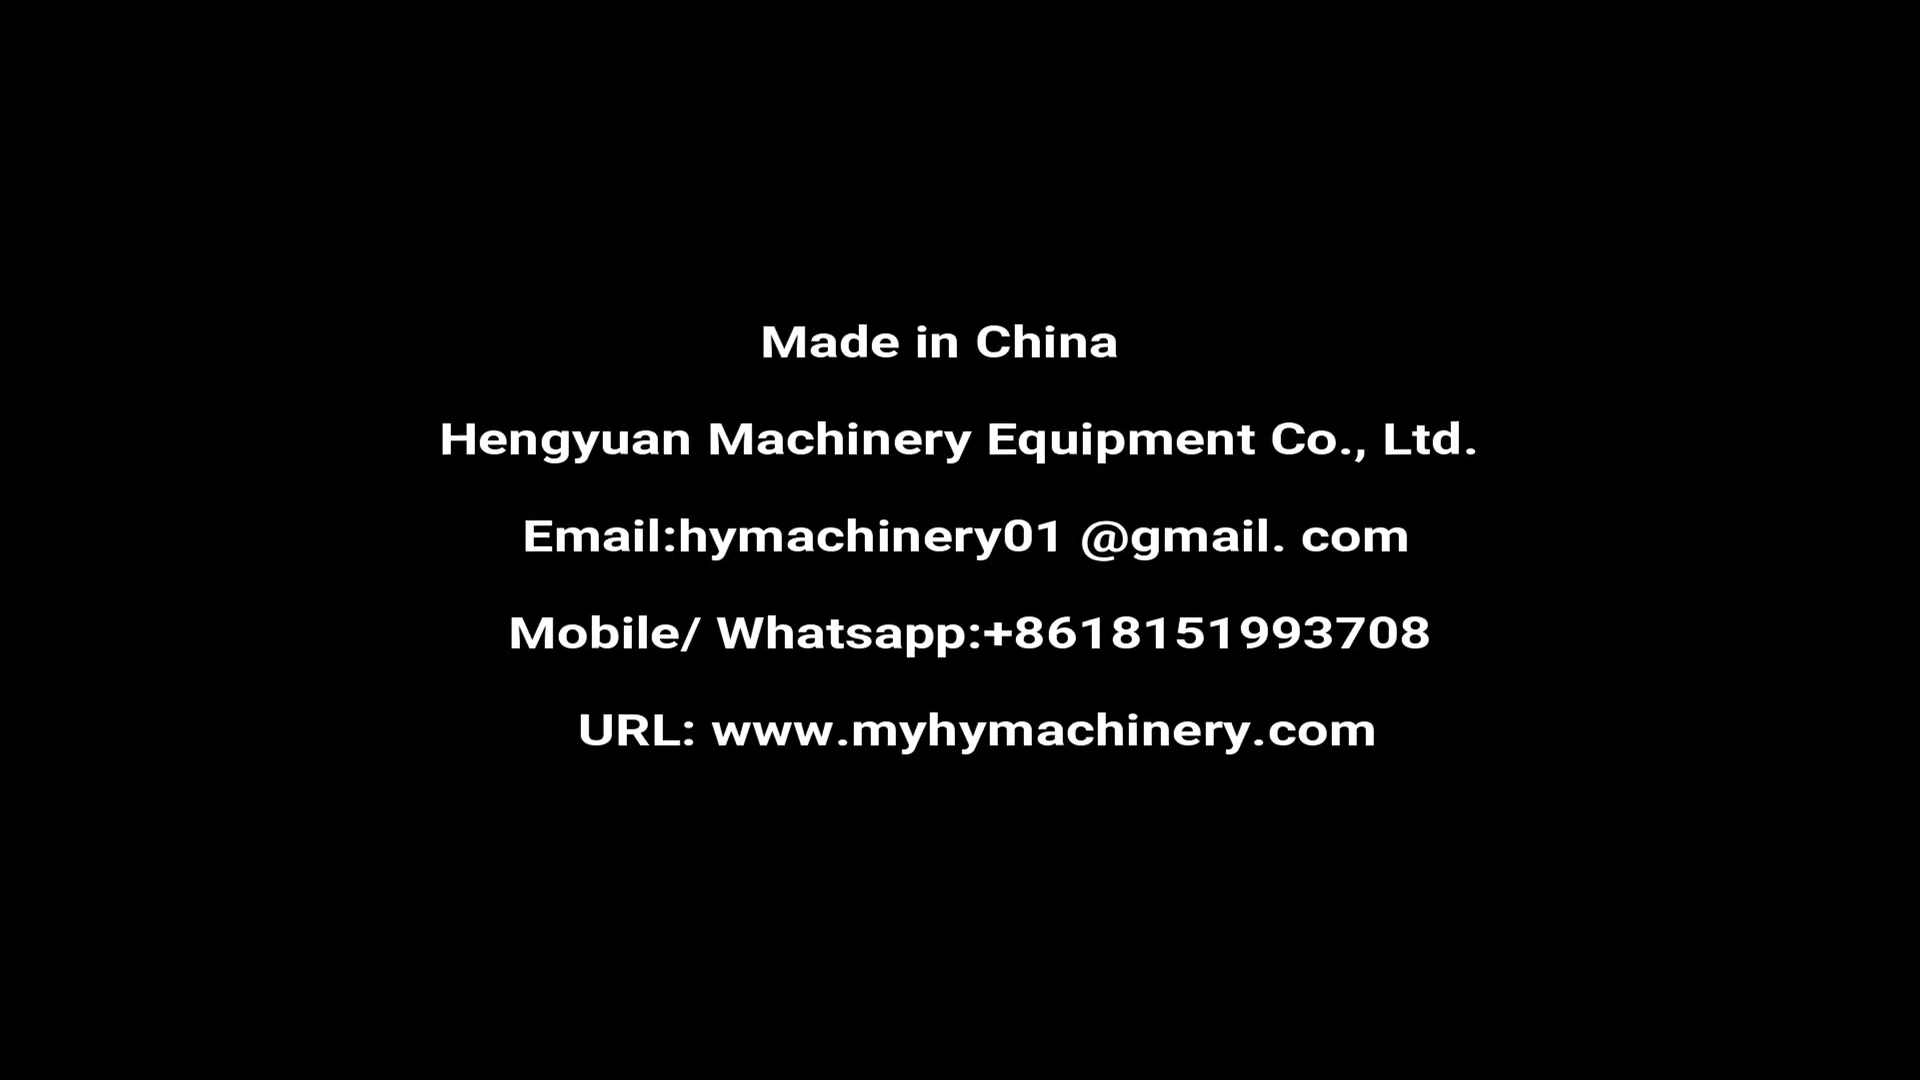 Made in China
Hengyuan Machinery Equipment Co., Ltd.
Email:hymachinery01 @gmail. com
Mobile/ Whatsapp:+8618151993708
URL: www.myhymachinery.com